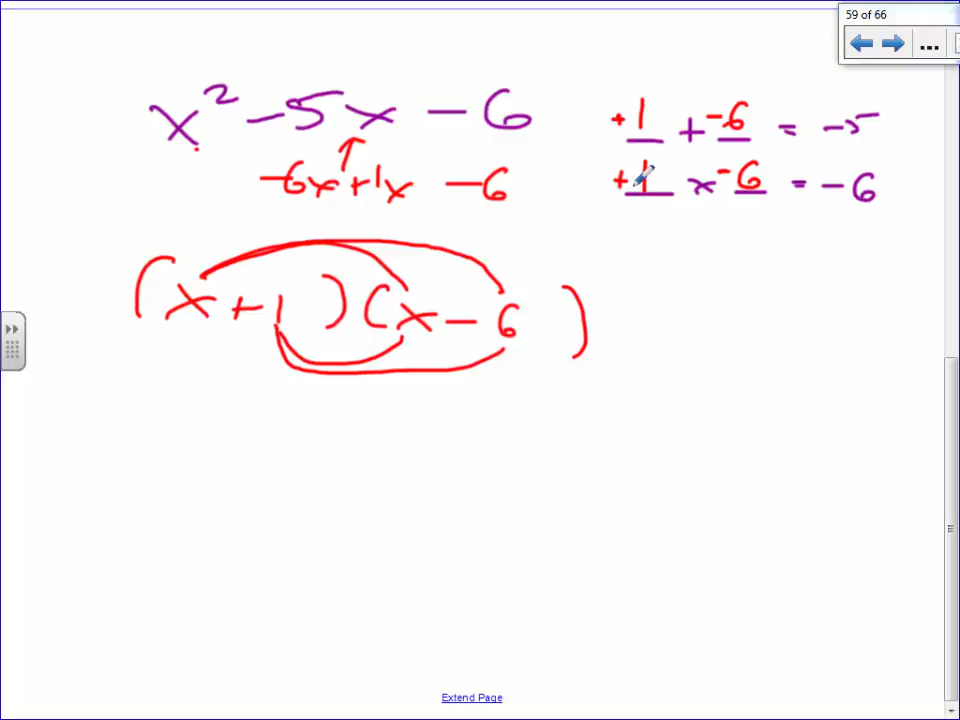 59 of 66
...
x² - 5x - 6
+1 + -6 = -5
-6x + 1x - 6
+1 x -6 = -6
(x + 1) (x - 6)
Extend Page